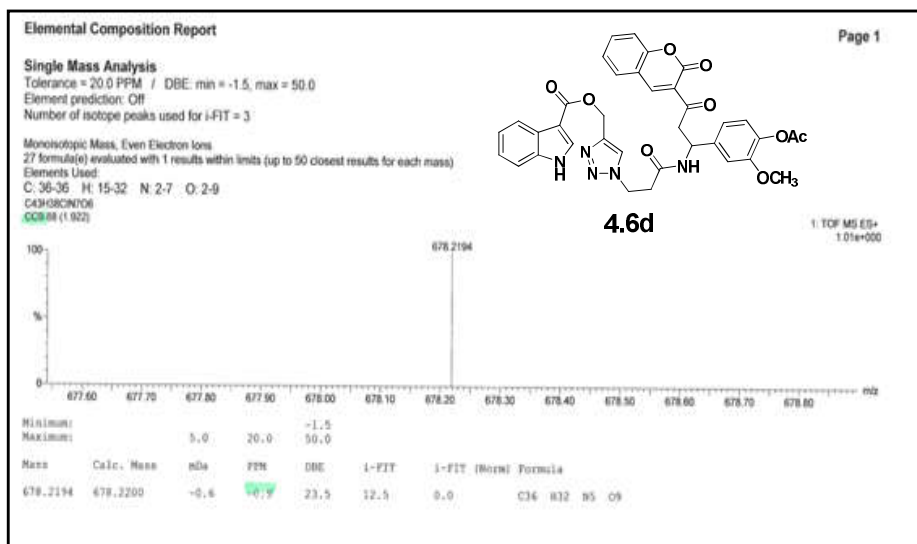 Elemental Composition Report
Page 1
Single Mass Analysis
Tolerance = 20.0 PPM / DBE: min = -1.5, max = 50.0
Element prediction: Off
Number of isotope peaks used for i-FIT = 3
Monoisotopic Mass, Even Electron Ions
27 formula(e) evaluated with 1 results within limits (up to 50 closest results for each mass)
Elements Used:
C: 36-36 H: 15-32 N: 2-7 O: 2-9
C43H38ClN7O6
(1.922)
O
O
O
O
O
OAc
OCH3
N
H
N
N
N
O
NH
4.6d
1: TOF MS ES+
1.01e+000
100
%
0
678.2194
677.60 677.70 677.80 677.90 678.00 678.10 678.20 678.30 678.40 678.50 678.60 678.70 678.80 m/z
Minimum: -1.5
Maximum: 5.0 20.0 50.0
Mass Calc. Mass mDa PPM DBE i-FIT i-FIT (Norm) Formula
678.2194 678.2200 -0.6 -0.9 23.5 12.5 0.0 C36 H32 N5 O9